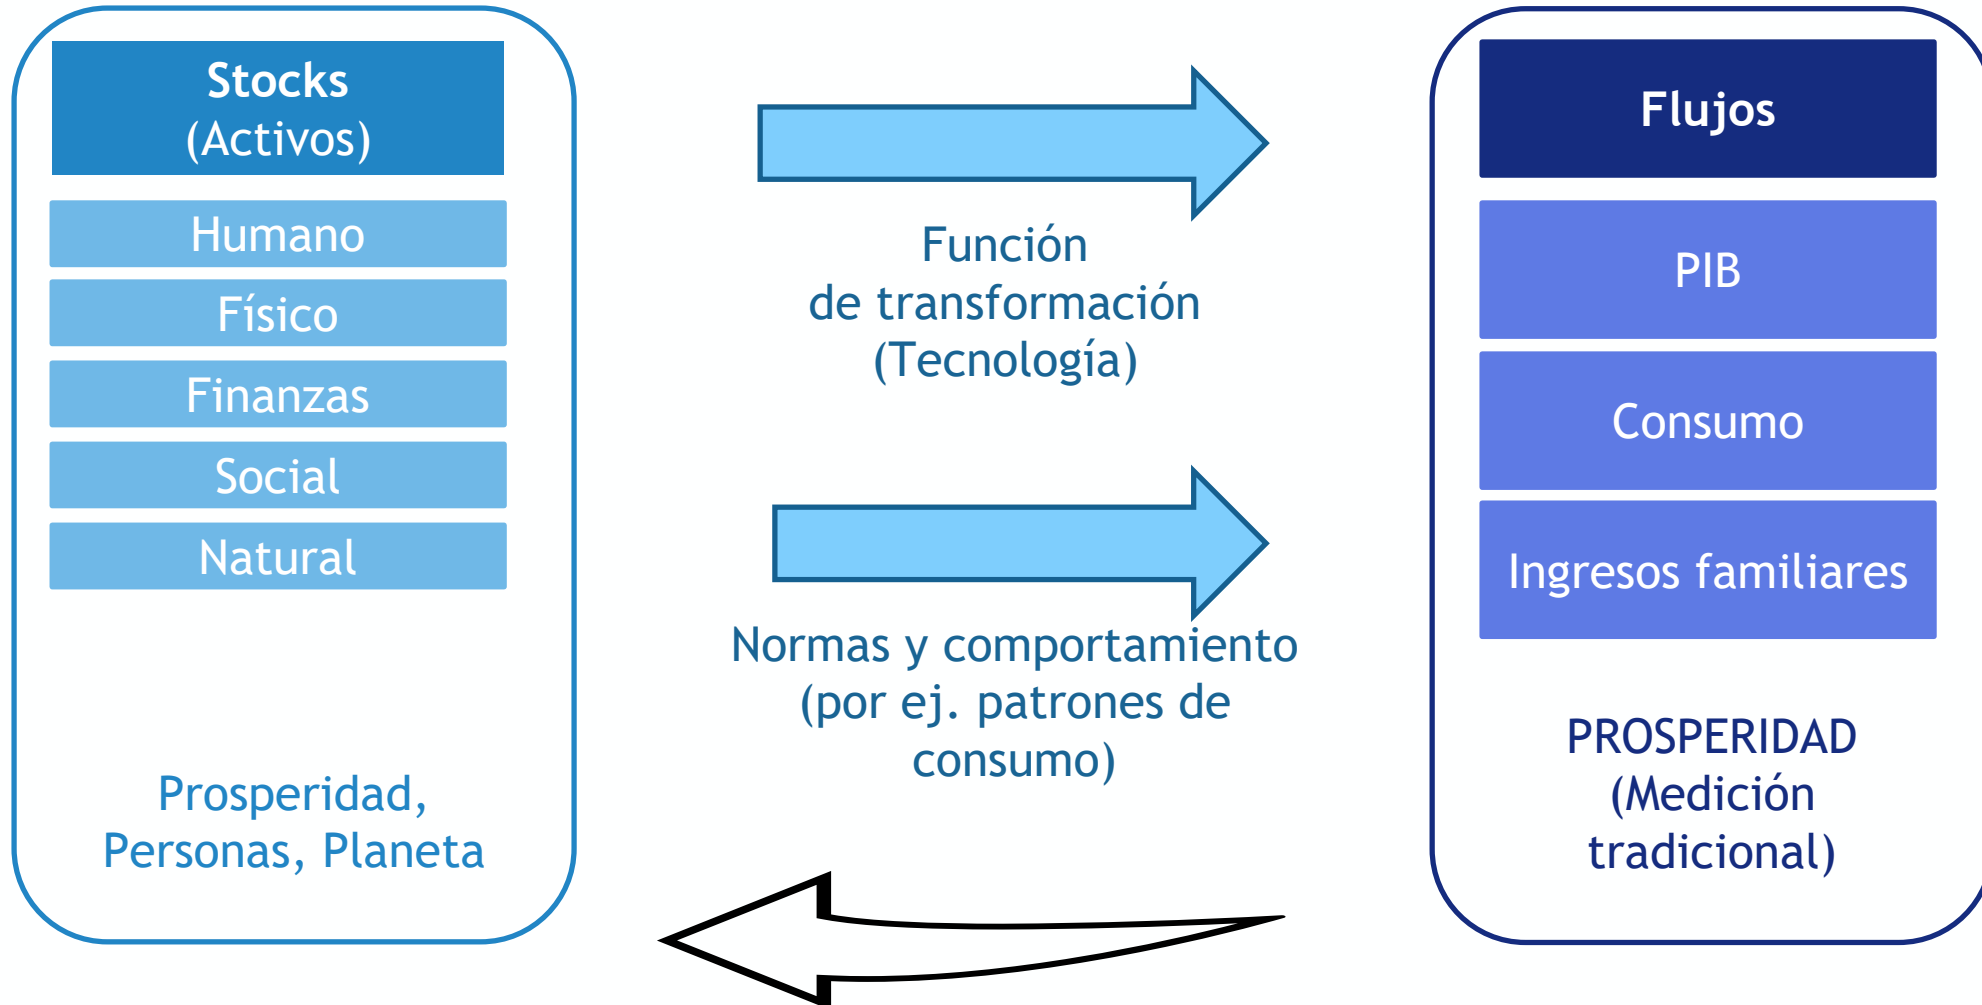 Stocks
(Activos)
Humano
Físico
Finanzas
Social
Natural
Prosperidad,
Personas, Planeta
Función
de transformación
(Tecnología)
Normas y comportamiento
(por ej. patrones de
consumo)
Flujos
PIB
Consumo
Ingresos familiares
PROSPERIDAD
(Medición
tradicional)